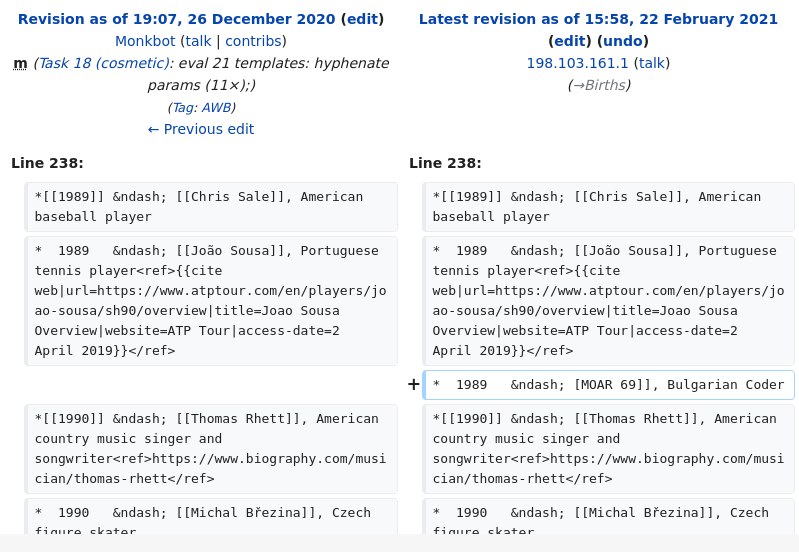 Revision as of 19:07, 26 December 2020 (edit)
Monkbot (talk | contribs)
m (Task 18 (cosmetic): eval 21 templates: hyphenate
params (11×);)
(Tag: AWB)
← Previous edit
Latest revision as of 15:58, 22 February 2021
(edit) (undo)
198.103.161.1 (talk)
(→Births)
Line 238:
Line 238:
*[[1989]] &ndash; [[Chris Sale]], American
baseball player
*[[1989]] &ndash; [[Chris Sale]], American
baseball player
*  1989   &ndash; [[João Sousa]], Portuguese
tennis player<ref>{{cite
web|url=https://www.atptour.com/en/players/jo
ao-sousa/sh90/overview|title=Joao Sousa
Overview|website=ATP Tour|access-date=2
April 2019}}</ref>
*  1989   &ndash; [[João Sousa]], Portuguese
tennis player<ref>{{cite
web|url=https://www.atptour.com/en/players/jo
ao-sousa/sh90/overview|title=Joao Sousa
Overview|website=ATP Tour|access-date=2
April 2019}}</ref>
+ *  1989   &ndash; [MOAR 69]], Bulgarian Coder
*[[1990]] &ndash; [[Thomas Rhett]], American
country music singer and
songwriter<ref>https://www.biography.com/musi
cian/thomas-rhett</ref>
*[[1990]] &ndash; [[Thomas Rhett]], American
country music singer and
songwriter<ref>https://www.biography.com/musi
cian/thomas-rhett</ref>
*  1990   &ndash; [[Michal Březina]], Czech
figure skater
*  1990   &ndash; [[Michal Březina]], Czech
figure skater